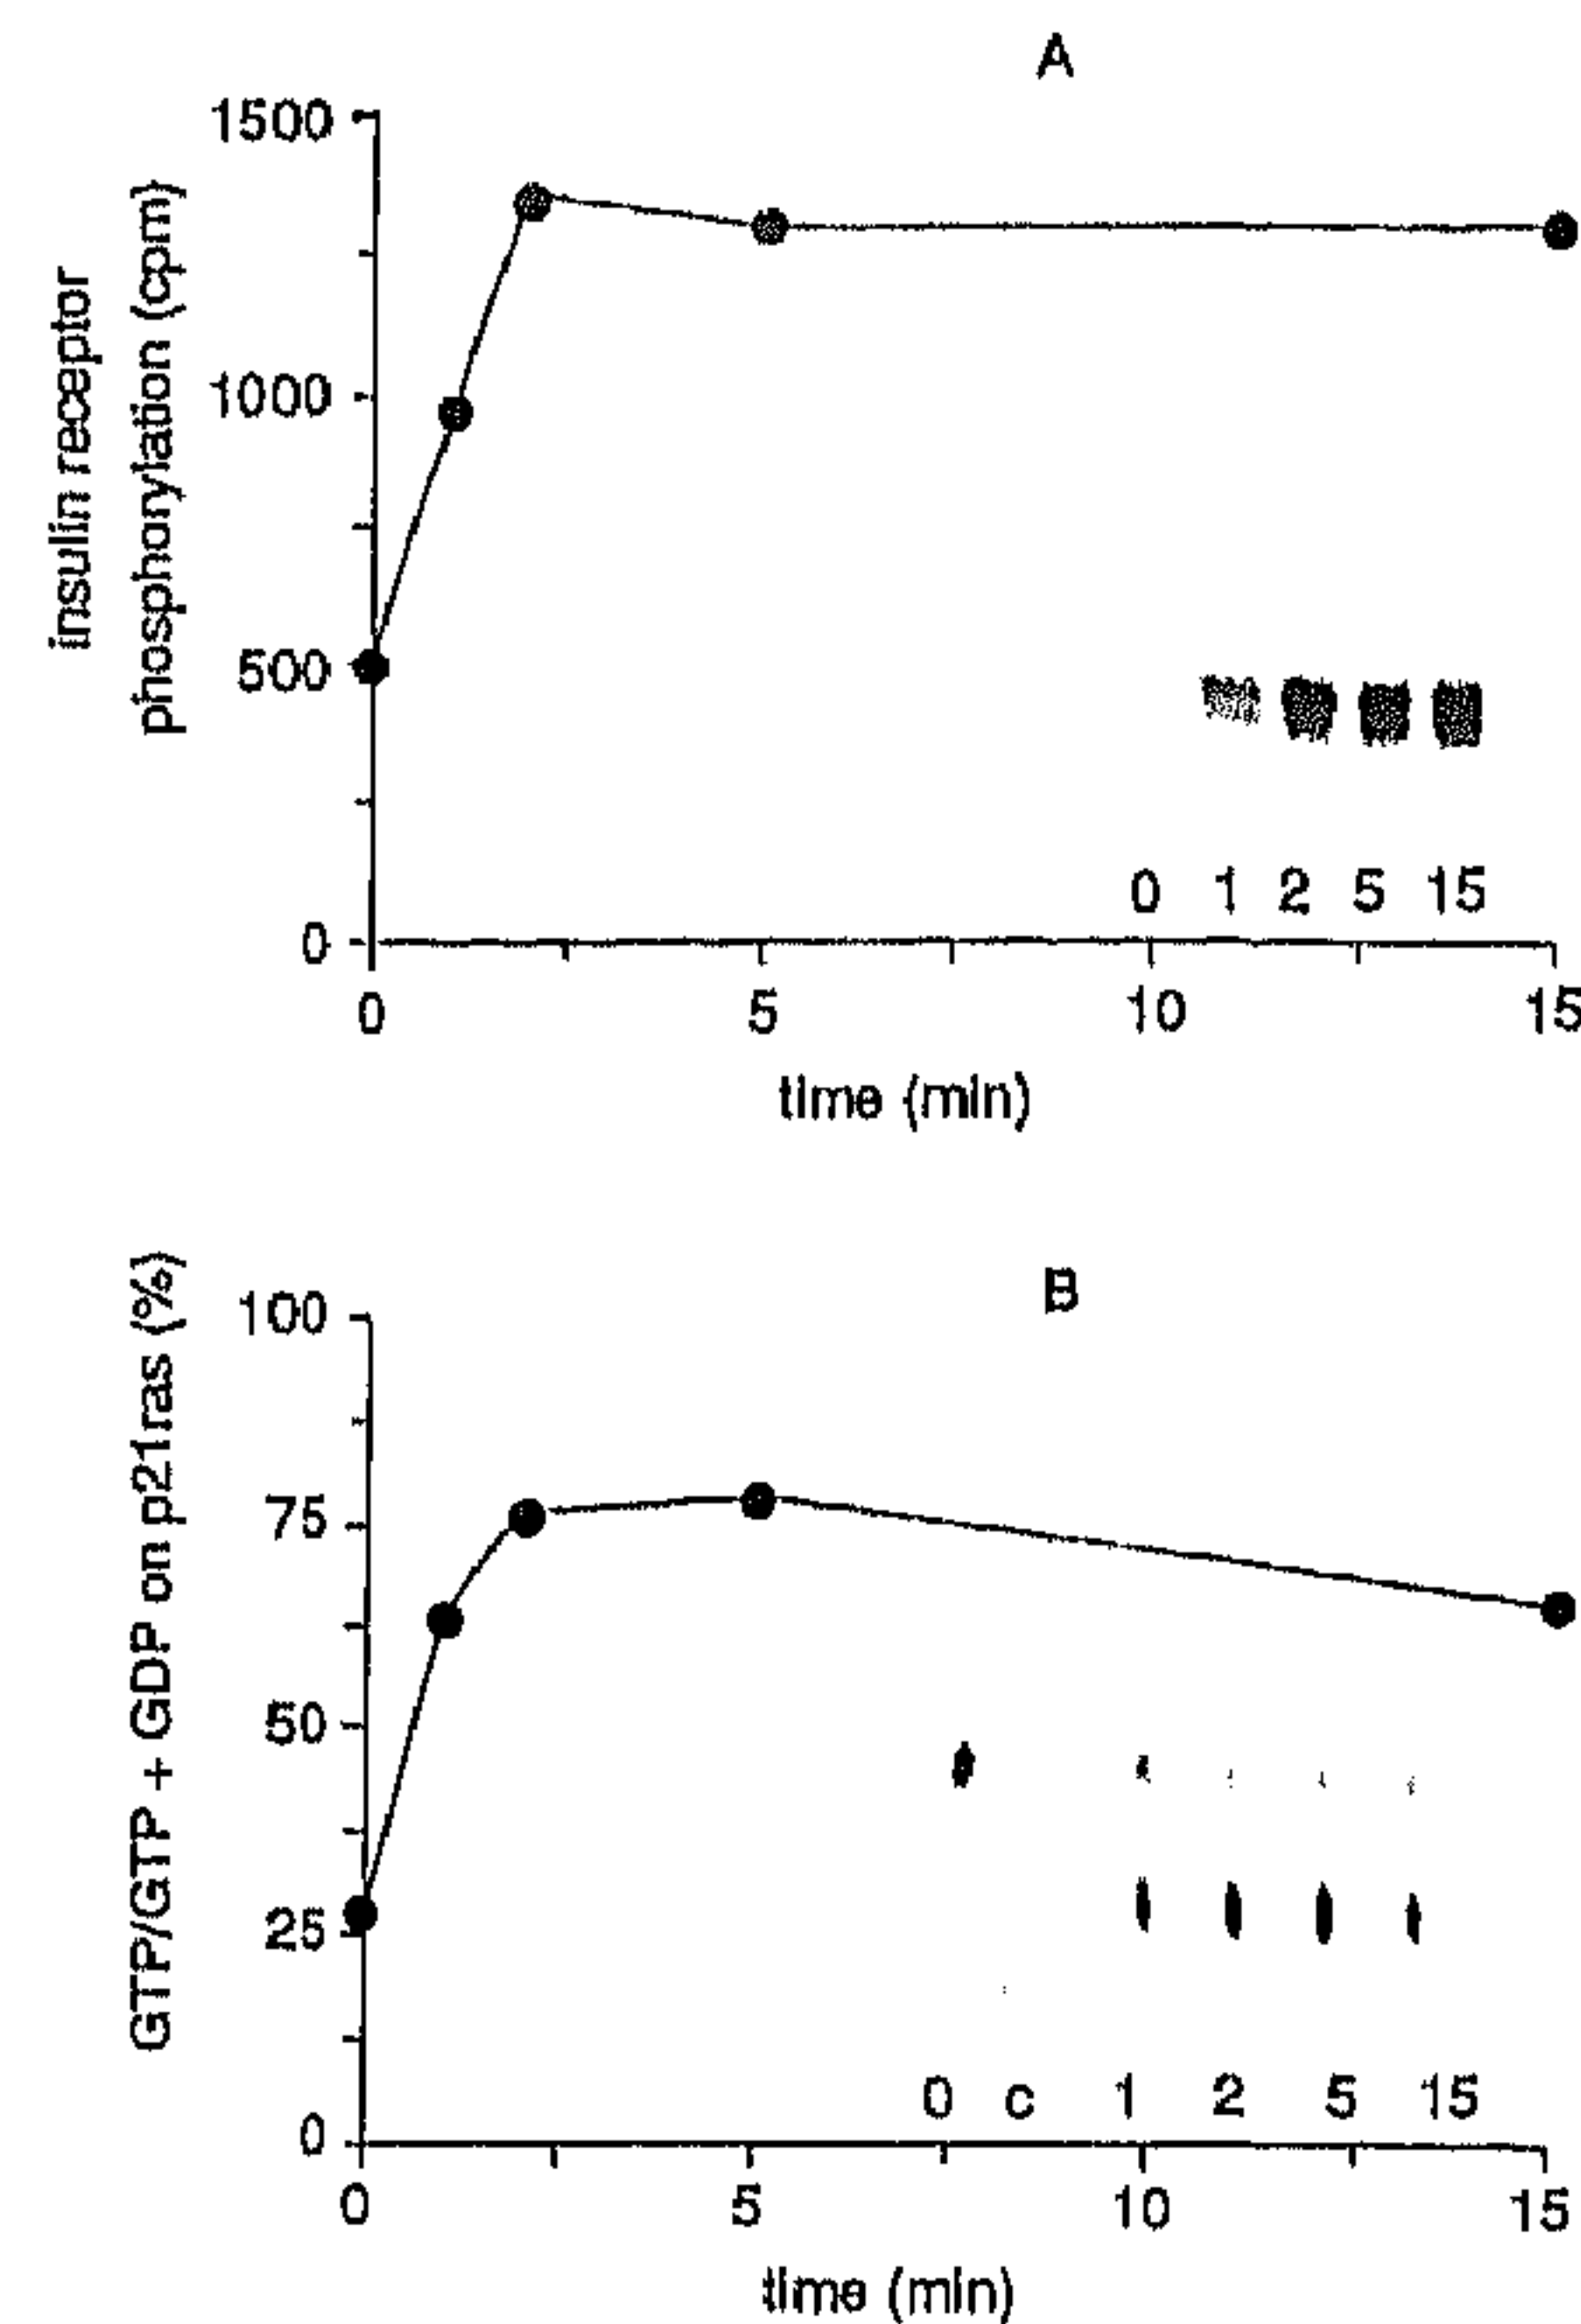 A
insulin receptor
phosphorylation (cpm)
1500
1000
500
0
0 1 2 5 15
0 5 10 15
time (min)
B
GTP/GTP + GDP on p21ras (%)
100
75
50
25
0
0 c 1 2 5 15
0 5 10 15
time (min)